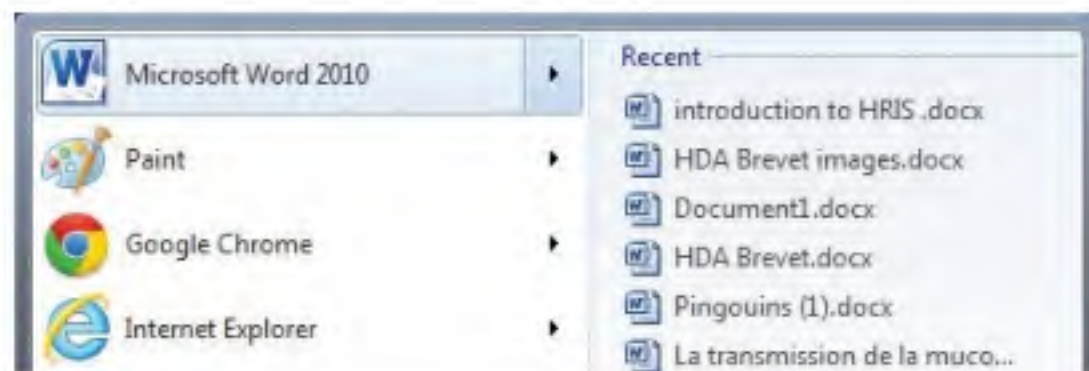 Microsoft Word 2010
Paint
Google Chrome
Internet Explorer
Recent
introduction to HRIS .docx
HDA Brevet images.docx
Document1.docx
HDA Brevet.docx
Pingouins (1).docx
La transmission de la muco...